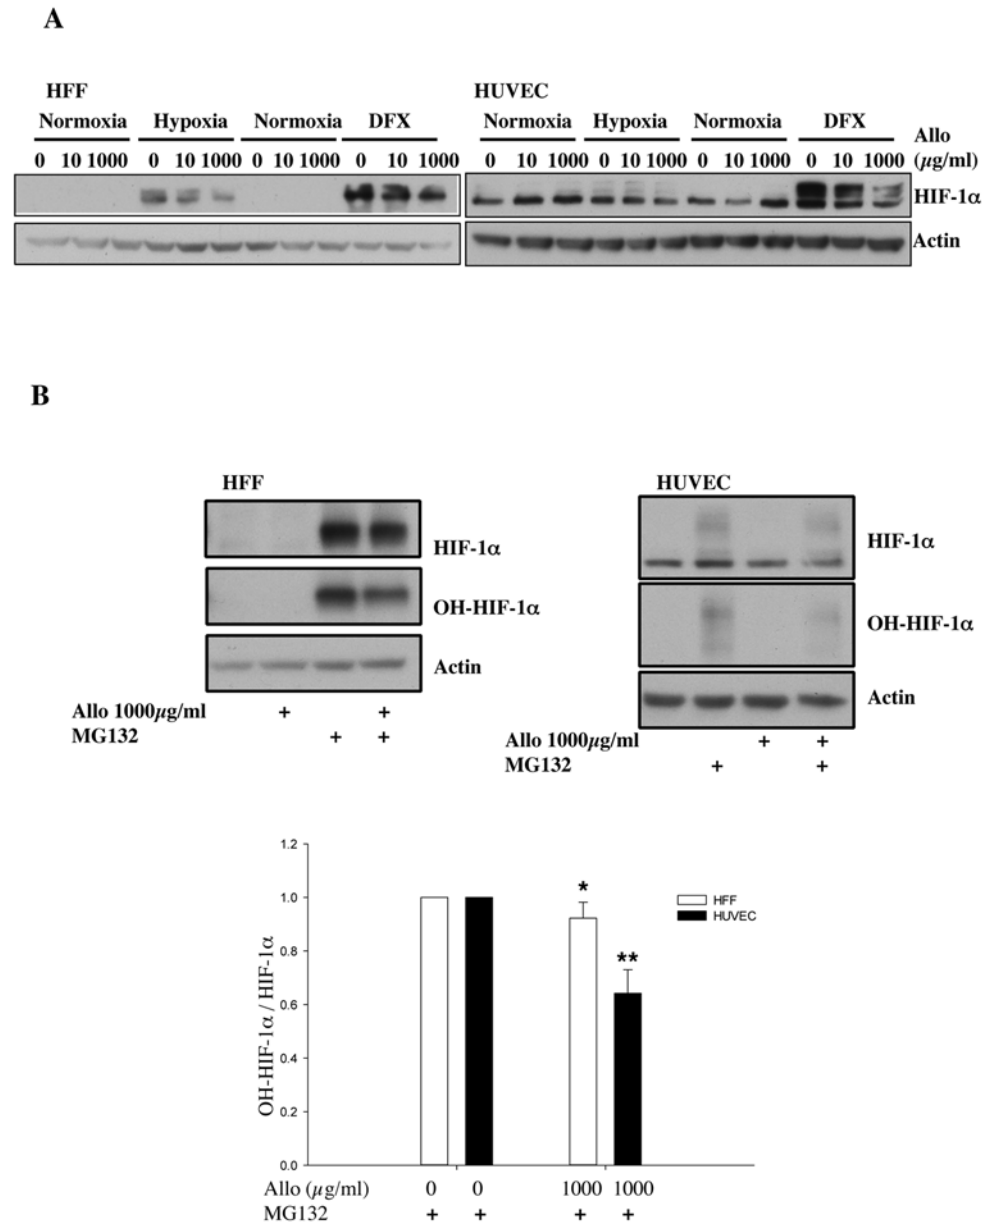 A
HFF
Normoxia Hypoxia Normoxia DFX
0 10 1000 0 10 1000 0 10 1000 0 10 1000
HUVEC
Normoxia Hypoxia Normoxia DFX
0 10 1000 0 10 1000 0 10 1000 0 10 1000
Allo
(µg/ml)
HIF-1α
Actin
B
HFF
HIF-1α
OH-HIF-1α
Actin
Allo 1000µg/ml + +
MG132 + +
HUVEC
HIF-1α
OH-HIF-1α
Actin
Allo 1000µg/ml + +
MG132 + +
OH-HIF-1α / HIF-1α
1.2
1.0
0.8
0.6
0.4
0.2
0.0
*
**
HFF
HUVEC
Allo (µg/ml) 0 0 1000 1000
MG132 + + + +